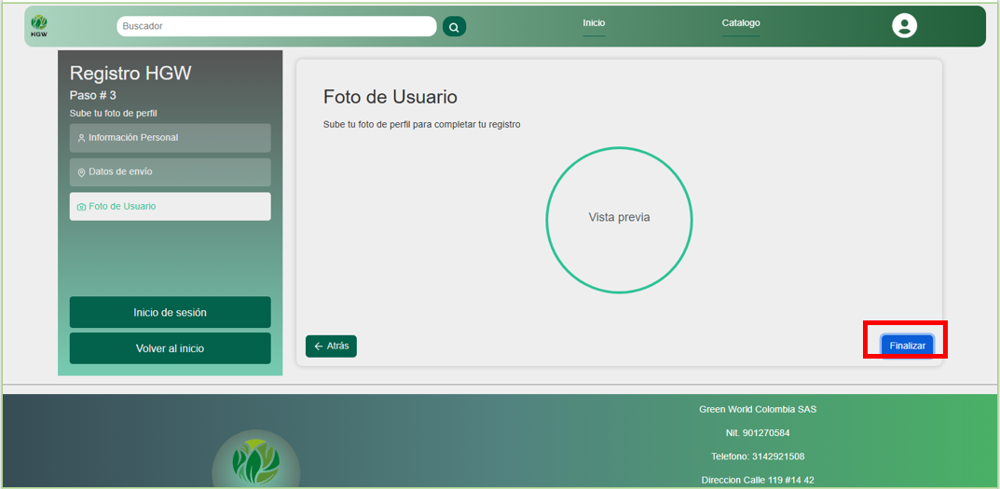 HGW
Buscador
Inicio
Catalogo
Registro HGW
Paso # 3
Sube tu foto de perfil
Información Personal
Datos de envío
Foto de Usuario
Inicio de sesión
Volver al inicio
Foto de Usuario
Sube tu foto de perfil para completar tu registro
Vista previa
Atrás
Finalizar
Green World Colombia SAS
Nit. 901270584
Telefono: 3142921508
Direccion Calle 119 #14 42